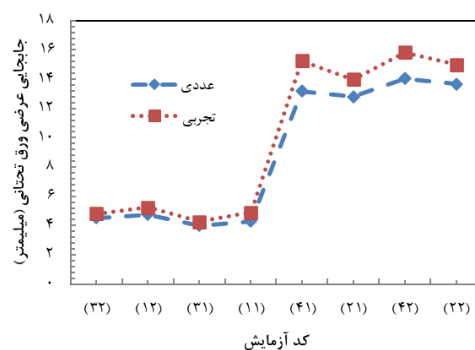 جابجایی عرضی ورق تحتانی (میلیمتر)
۱۸
۱۶
۱۴
۱۲
۱۰
۸
۶
۴
۲
۰
عددی
تجربی
(۳۲) (۱۲) (۳۱) (۱۱) (۴۱) (۲۱) (۴۲) (۲۲)
کد آزمایش